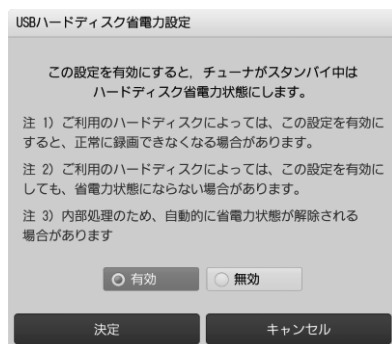 USBハードディスク省電力設定
この設定を有効にすると，チューナがスタンバイ中は
ハードディスク省電力状態にします。
注 1）ご利用のハードディスクによっては、この設定を有効に
すると、正常に録画できなくなる場合があります。
注 2）ご利用のハードディスクによっては、この設定を有効に
しても、省電力状態にならない場合があります。
注 3）内部処理のため、自動的に省電力状態が解除される
場合があります
有効 無効
決定 キャンセル